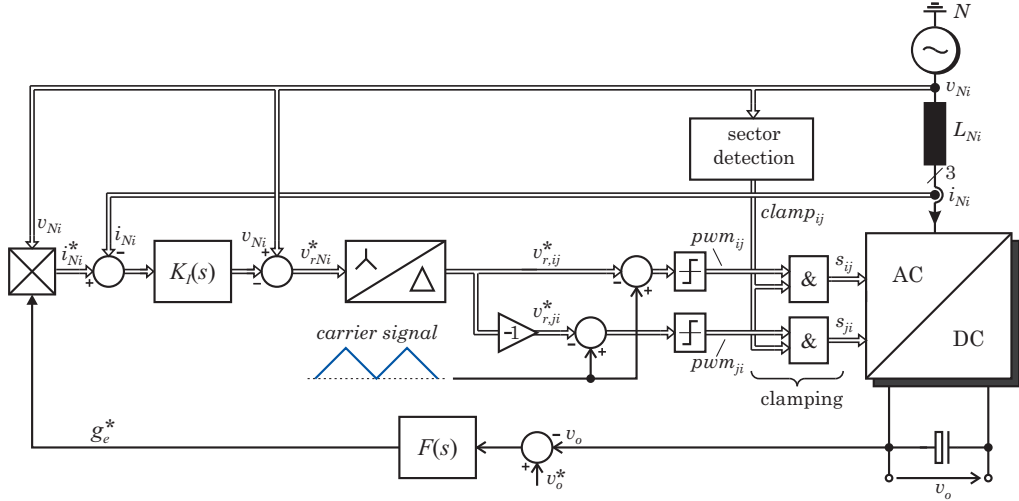 N
v_Ni
L_Ni
sector
detection
3
i_Ni
clamp_ij
v_Ni
i_Ni
i*_Ni
+
-
K_I(s)
v_Ni
+
-
v*_rNi
v*_r,ij
-
+
pwm_ij
&
s_ij
AC
DC
-1
v*_r,ji
-
+
pwm_ji
&
s_ji
carrier signal
clamping
g_e*
F(s)
-
+
v_o
v_o*
v_o